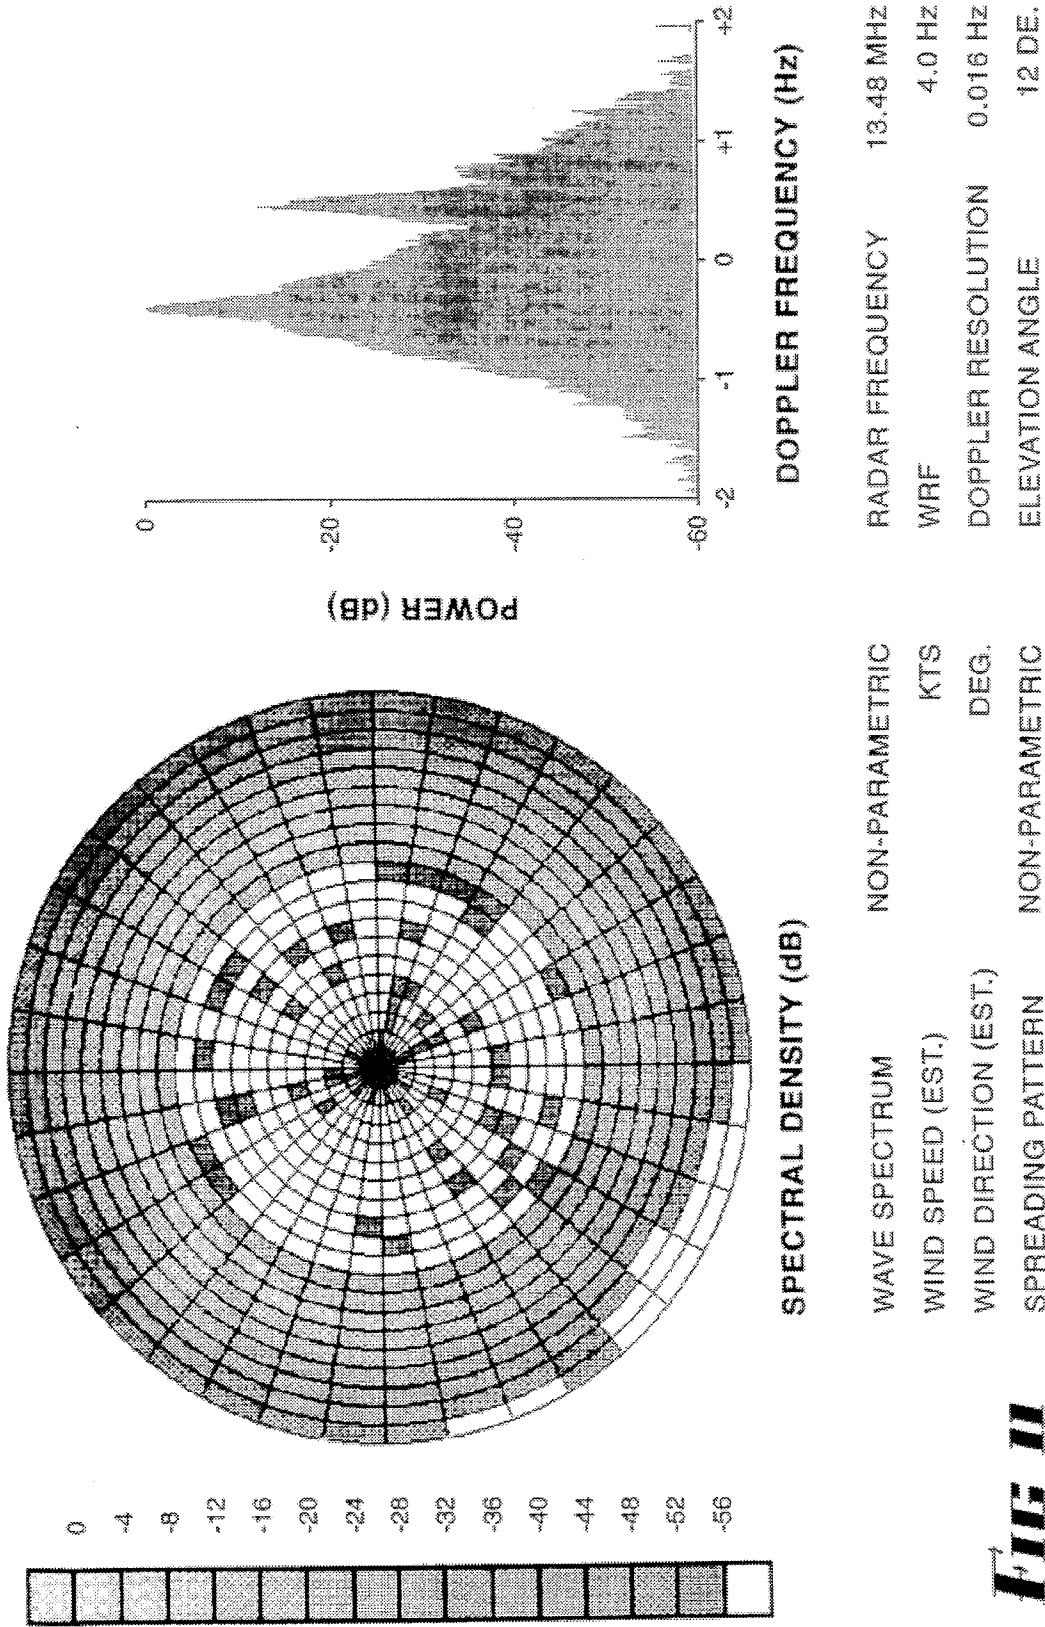 0
-4
-8
-12
-16
-20
-24
-28
-32
-36
-40
-44
-48
-52
-56
SPECTRAL DENSITY (dB)
POWER (dB)
0
-20
-40
-60
-2
-1
0
+1
+2
DOPPLER FREQUENCY (Hz)
WAVE SPECTRUM NON-PARAMETRIC
WIND SPEED (EST.) KTS
WIND DIRECTION (EST.) DEG.
SPREADING PATTERN NON-PARAMETRIC
RADAR FREQUENCY 13.48 MHz
WRF 4.0 Hz
DOPPLER RESOLUTION 0.016 Hz
ELEVATION ANGLE 12 DE.
FIG 11